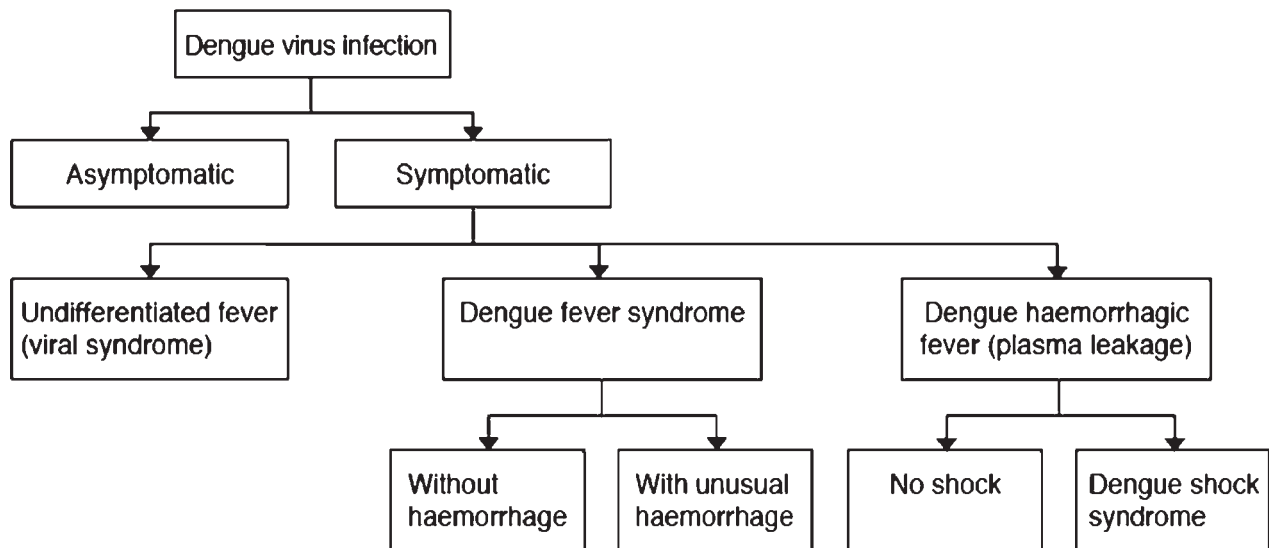 Dengue virus infection
Asymptomatic
Symptomatic
Undifferentiated fever
(viral syndrome)
Dengue fever syndrome
Dengue haemorrhagic
fever (plasma leakage)
Without
haemorrhage
With unusual
haemorrhage
No shock
Dengue shock
syndrome